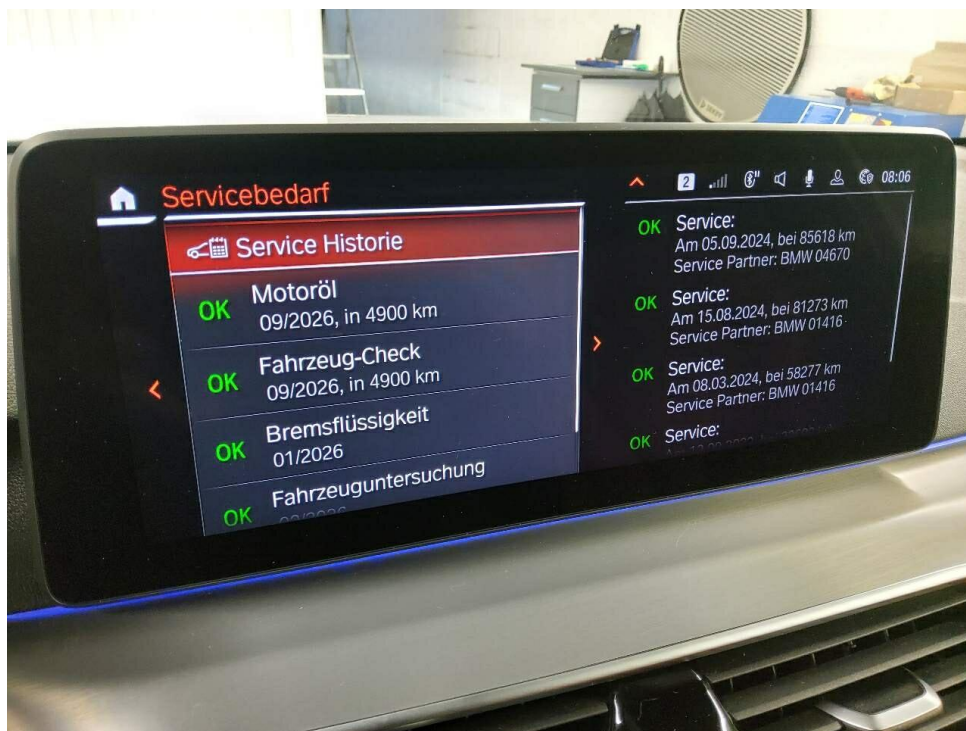 Servicebedarf
2
08:06
Service Historie
OK Motoröl
09/2026, in 4900 km
OK Fahrzeug-Check
09/2026, in 4900 km
OK Bremsflüssigkeit
01/2026
OK Fahrzeuguntersuchung
OK Service:
Am 05.09.2024, bei 85618 km
Service Partner: BMW 04670
OK Service:
Am 15.08.2024, bei 81273 km
Service Partner: BMW 01416
OK Service:
Am 08.03.2024, bei 58277 km
Service Partner: BMW 01416
OK Service: